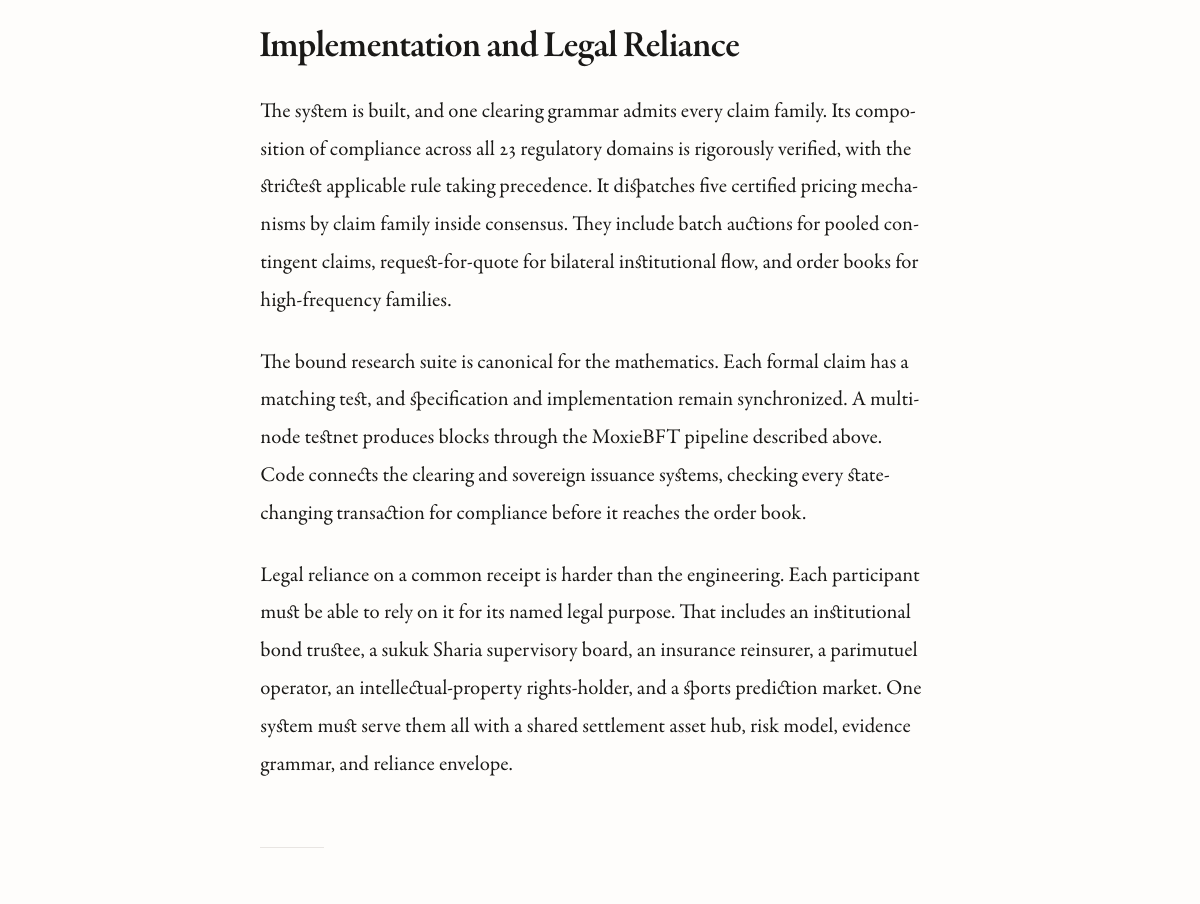 Implementation and Legal Reliance
The system is built, and one clearing grammar admits every claim family. Its compo-
sition of compliance across all 23 regulatory domains is rigorously verified, with the
strictest applicable rule taking precedence. It dispatches five certified pricing mecha-
nisms by claim family inside consensus. They include batch auctions for pooled con-
tingent claims, request-for-quote for bilateral institutional flow, and order books for
high-frequency families.
The bound research suite is canonical for the mathematics. Each formal claim has a
matching test, and specification and implementation remain synchronized. A multi-
node testnet produces blocks through the MoxieBFT pipeline described above.
Code connects the clearing and sovereign issuance systems, checking every state-
changing transaction for compliance before it reaches the order book.
Legal reliance on a common receipt is harder than the engineering. Each participant
must be able to rely on it for its named legal purpose. That includes an institutional
bond trustee, a sukuk Sharia supervisory board, an insurance reinsurer, a parimutuel
operator, an intellectual-property rights-holder, and a sports prediction market. One
system must serve them all with a shared settlement asset hub, risk model, evidence
grammar, and reliance envelope.